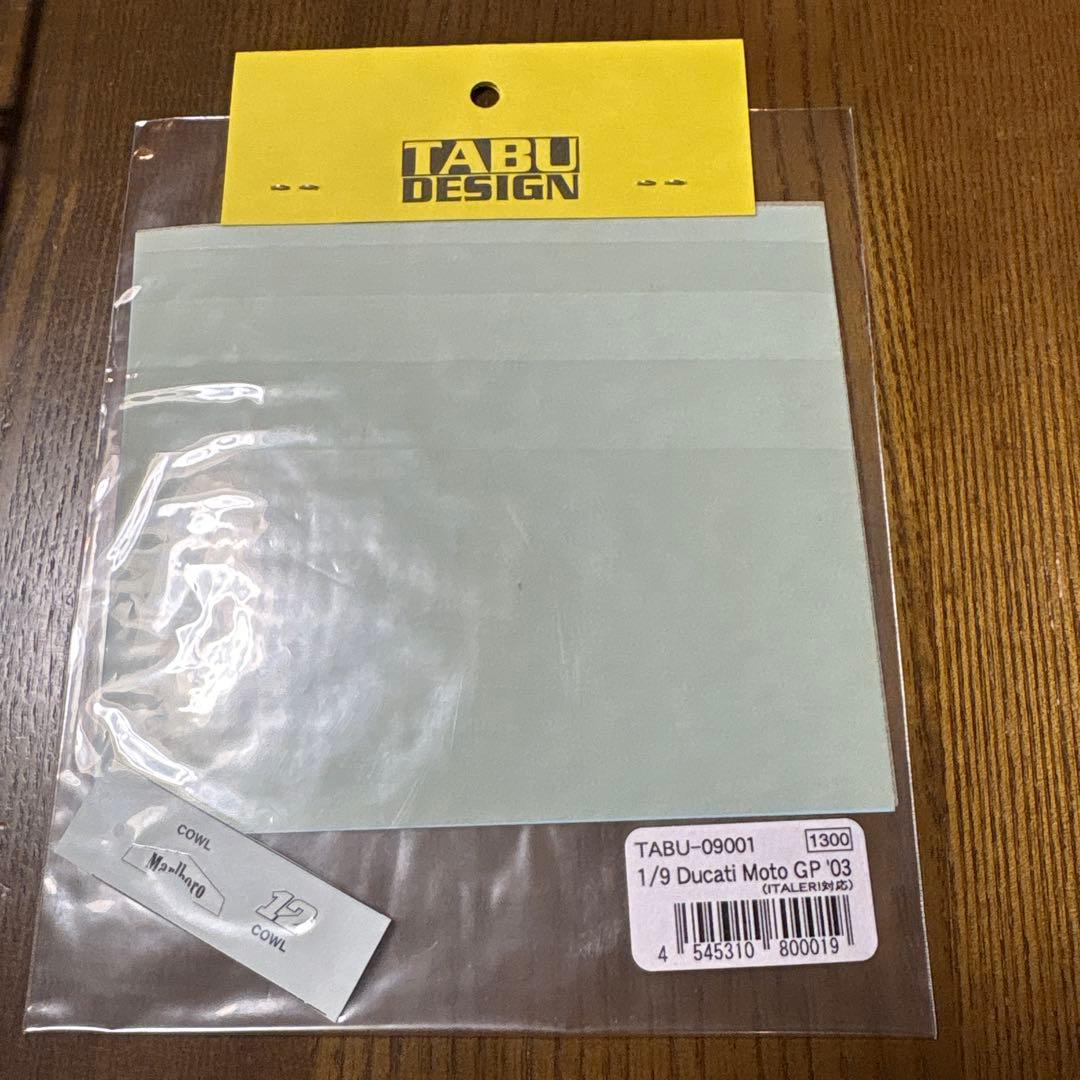 TABU
DESIGN
COWL
Marlboro
12
COWL
TABU-09001
1300
1/9 Ducati Moto GP '03
(ITALERI対応)
4 545310 800019